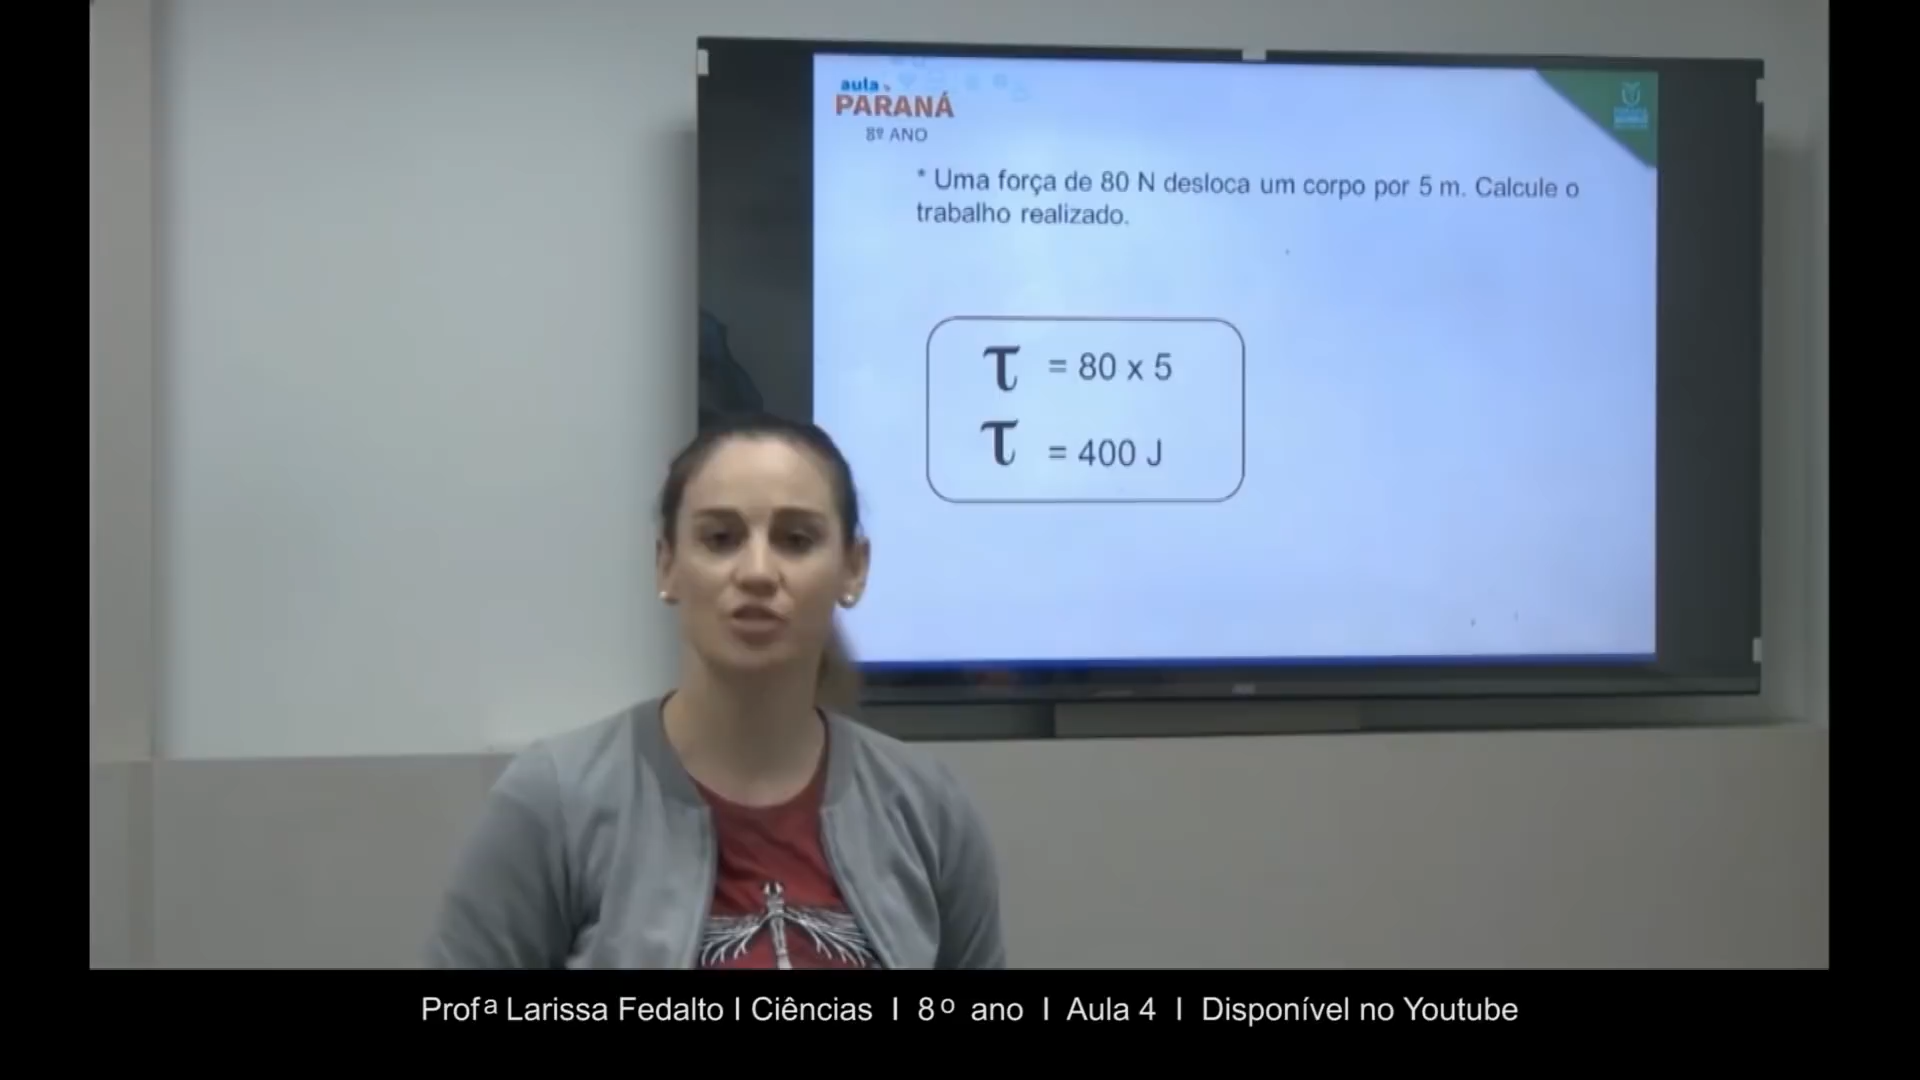 aula
PARANÁ
8º ANO
* Uma força de 80 N desloca um corpo por 5 m. Calcule o
trabalho realizado.
τ = 80 x 5
τ = 400 J
Profª Larissa Fedalto I Ciências I 8º ano I Aula 4 I Disponível no Youtube